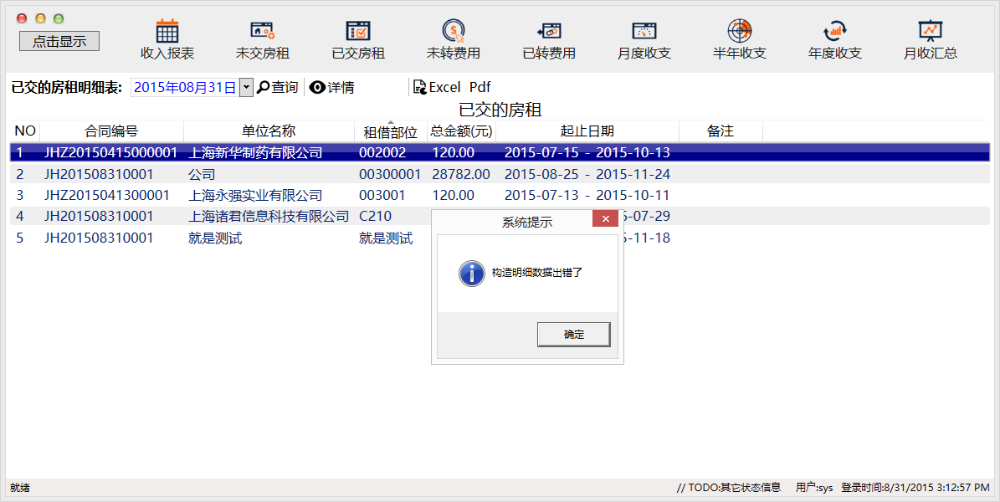 点击显示
收入报表 未交房租 已交房租 未转费用 已转费用 月度收支 半年收支 年度收支 月收汇总
已交的房租明细表: 2015年08月31日 查询 详情 Excel Pdf
已交的房租
NO 合同编号 单位名称 租借部位 总金额(元) 起止日期 备注
1 JHZ20150415000001 上海新华制药有限公司 002002 120.00 2015-07-15 - 2015-10-13
2 JH201508310001 公司 00300001 28782.00 2015-08-25 - 2015-11-24
3 JHZ2015041300001 上海永强实业有限公司 003001 120.00 2015-07-13 - 2015-10-11
4 JH201508310001 上海诸君信息科技有限公司 C210 5-07-29
5 JH201508310001 就是测试 就是测试 5-11-18
系统提示
构造明细数据出错了
确定
就绪 // TODO:其它状态信息 用户:sys 登录时间:8/31/2015 3:12:57 PM